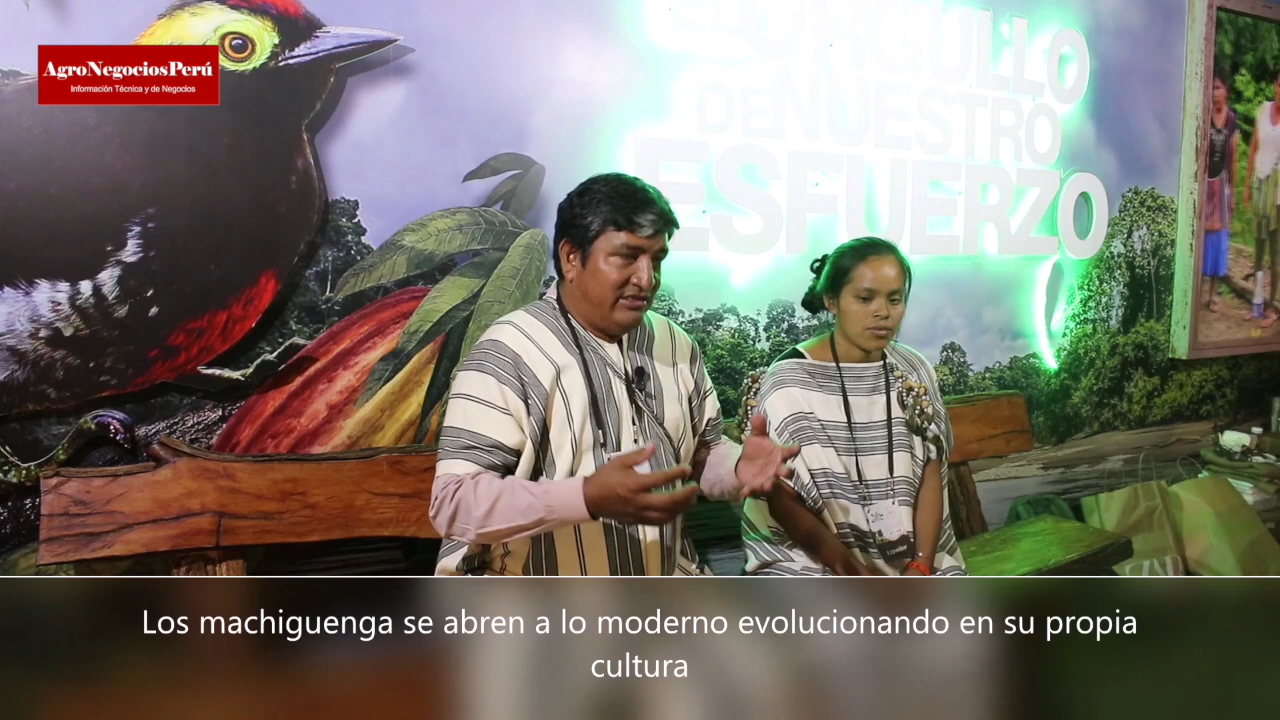 AgroNegociosPerú
Información Técnica y de Negocios
DE NUESTRO
ESFUERZO
Los machiguenga se abren a lo moderno evolucionando en su propia
cultura